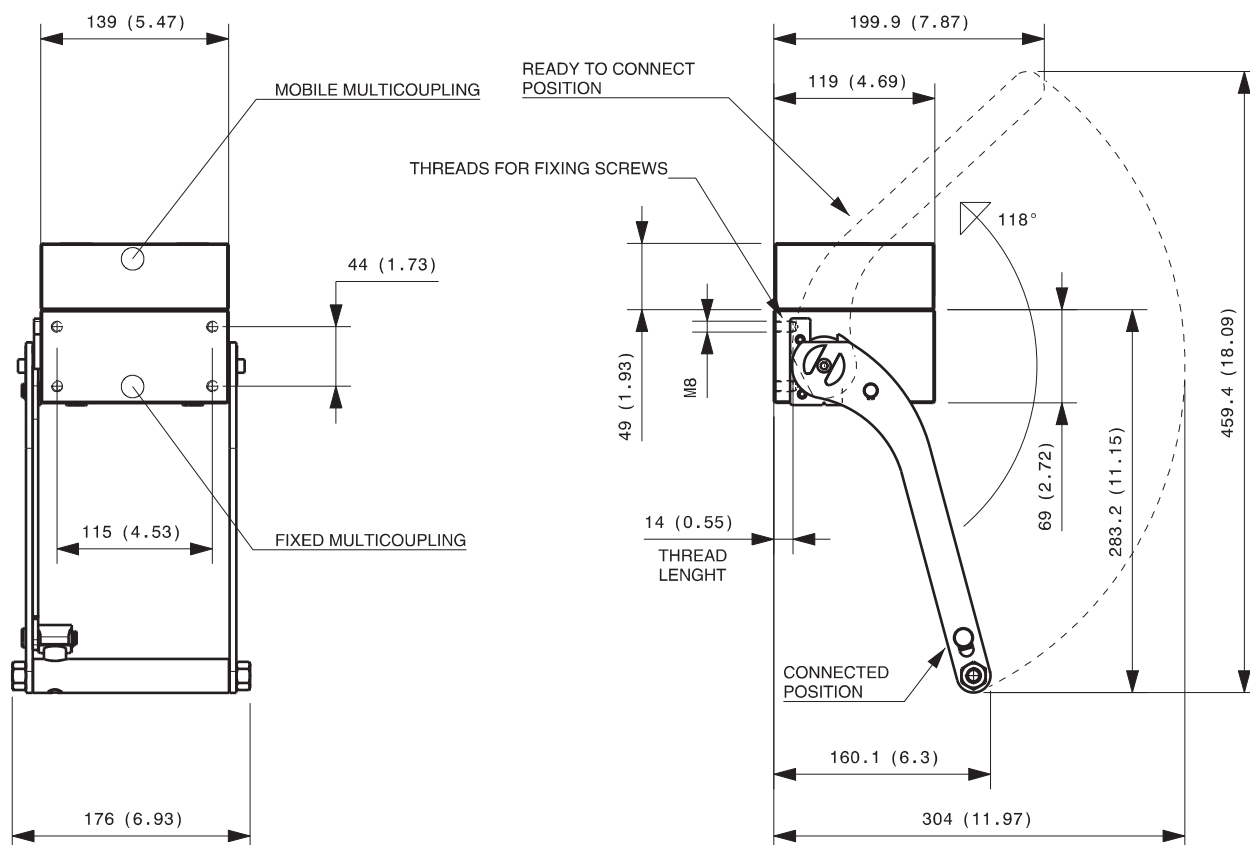 139 (5.47)
MOBILE MULTICOUPLING
44 (1.73)
115 (4.53)
FIXED MULTICOUPLING
176 (6.93)
199.9 (7.87)
READY TO CONNECT
POSITION
119 (4.69)
THREADS FOR FIXING SCREWS
118°
49 (1.93)
M8
69 (2.72)
283.2 (11.15)
459.4 (18.09)
14 (0.55)
THREAD
LENGHT
CONNECTED
POSITION
160.1 (6.3)
304 (11.97)